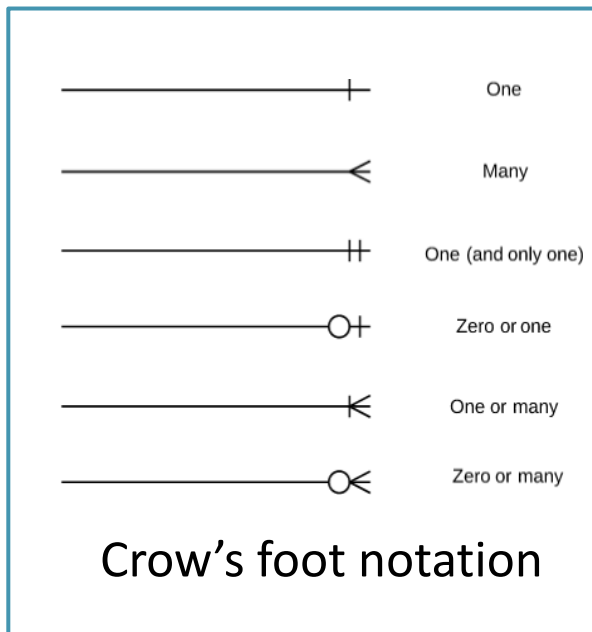 One
Many
One (and only one)
Zero or one
One or many
Zero or many
Crow’s foot notation